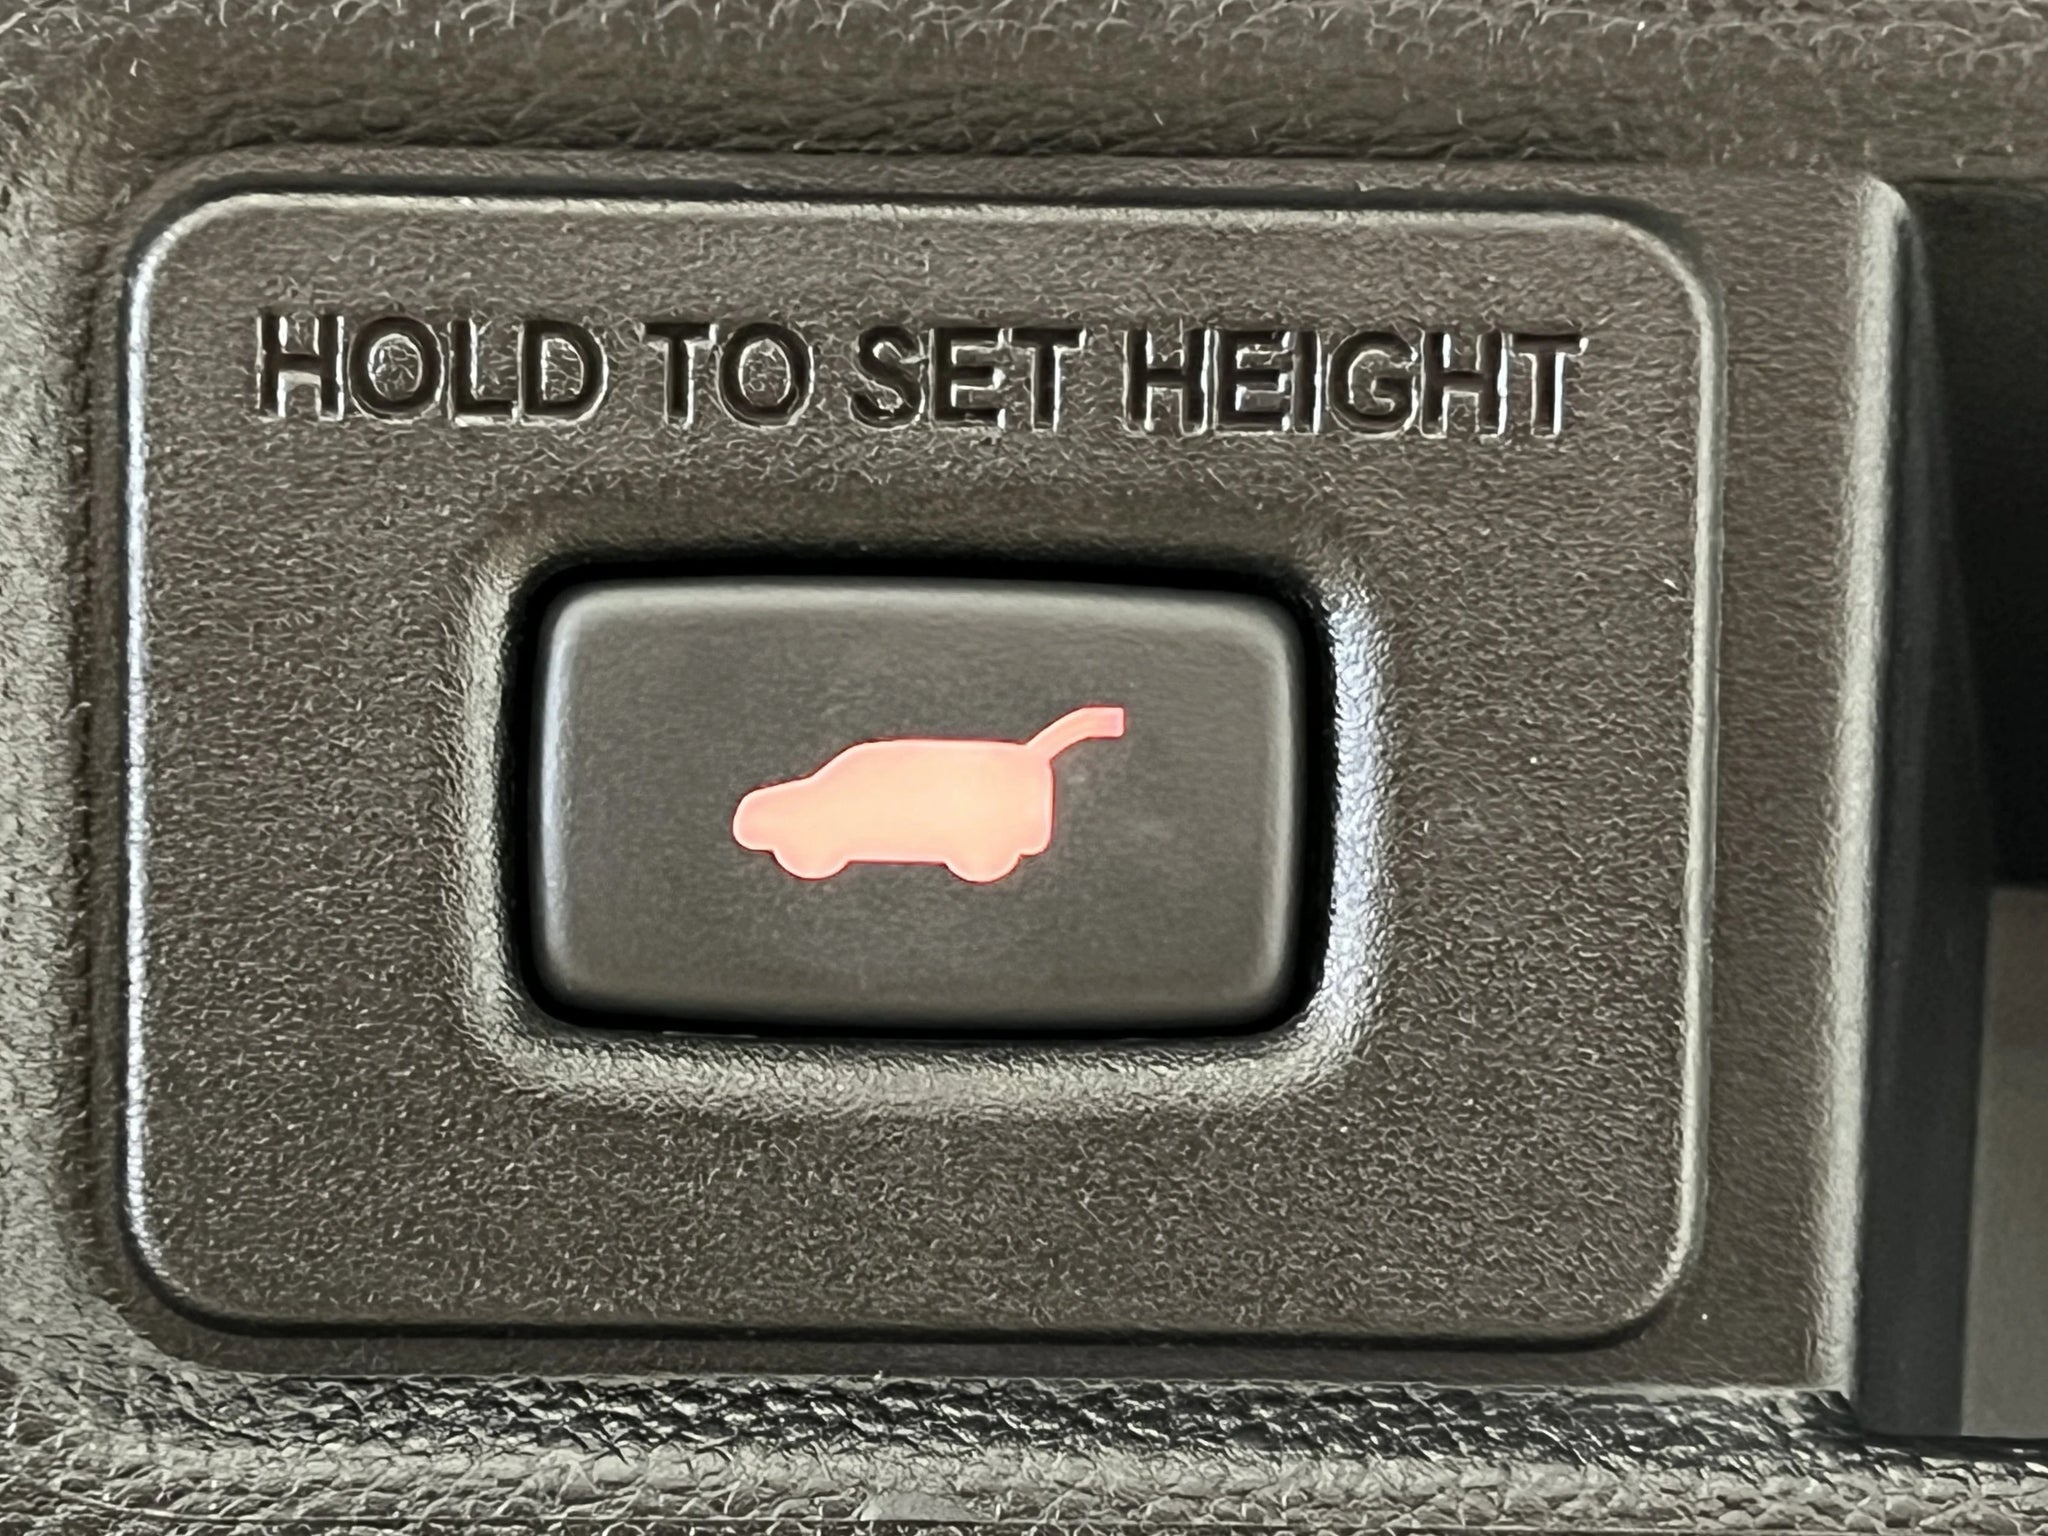 HOLD TO SET HEIGHT